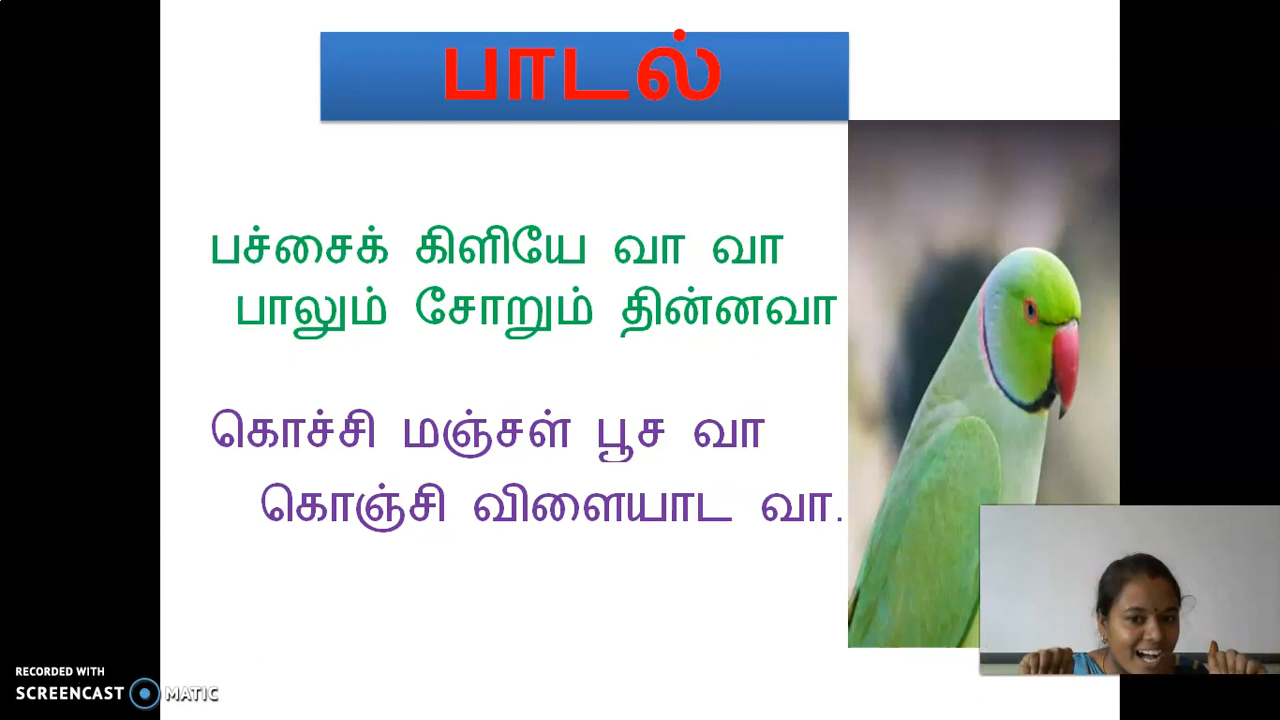 பாடல்
பச்சைக் கிளியே வா வா
பாலும் சோறும் தின்னவா
கொச்சி மஞ்சள் பூச வா
கொஞ்சி விளையாட வா.
RECORDED WITH
SCREENCAST MATIC